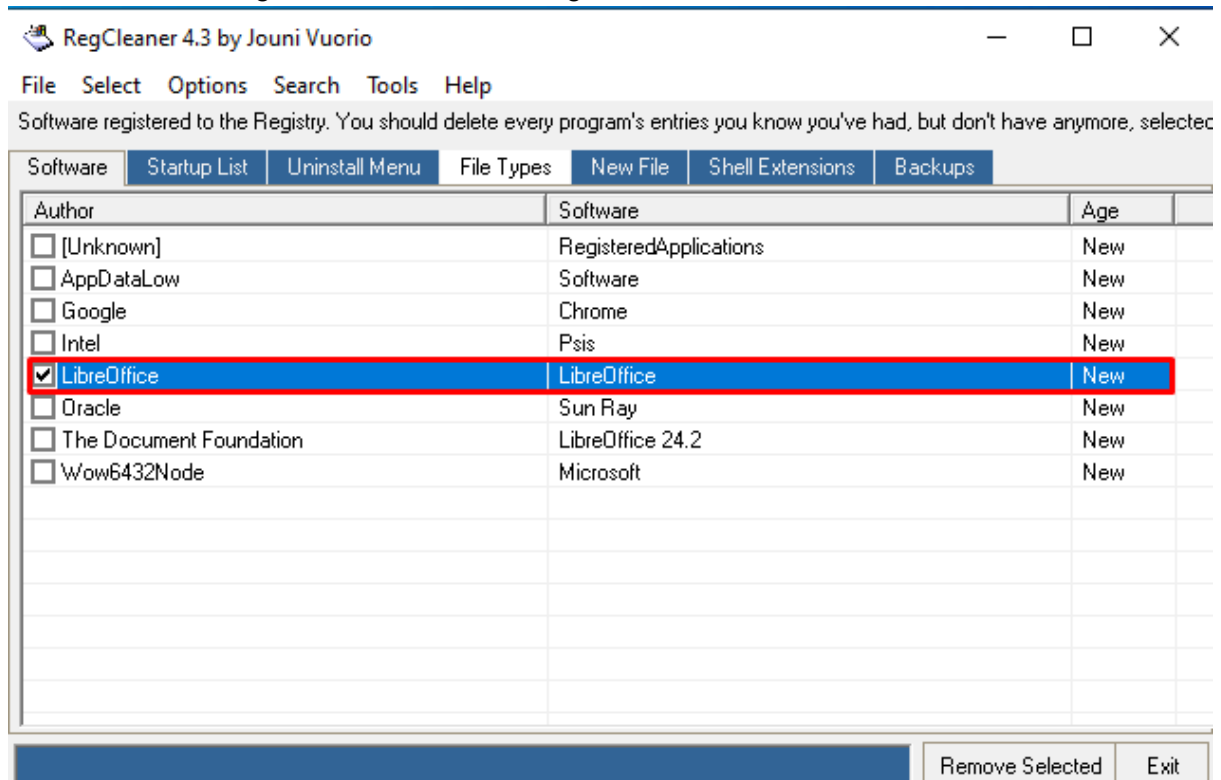 RegCleaner 4.3 by Jouni Vuorio
File Select Options Search Tools Help
Software registered to the Registry. You should delete every program's entries you know you've had, but don't have anymore, selected
Software Startup List Uninstall Menu File Types New File Shell Extensions Backups
Author Software Age
[Unknown] RegisteredApplications New
AppDataLow Software New
Google Chrome New
Intel Psis New
LibreOffice LibreOffice New
Oracle Sun Ray New
The Document Foundation LibreOffice 24.2 New
Wow6432Node Microsoft New
Remove Selected Exit